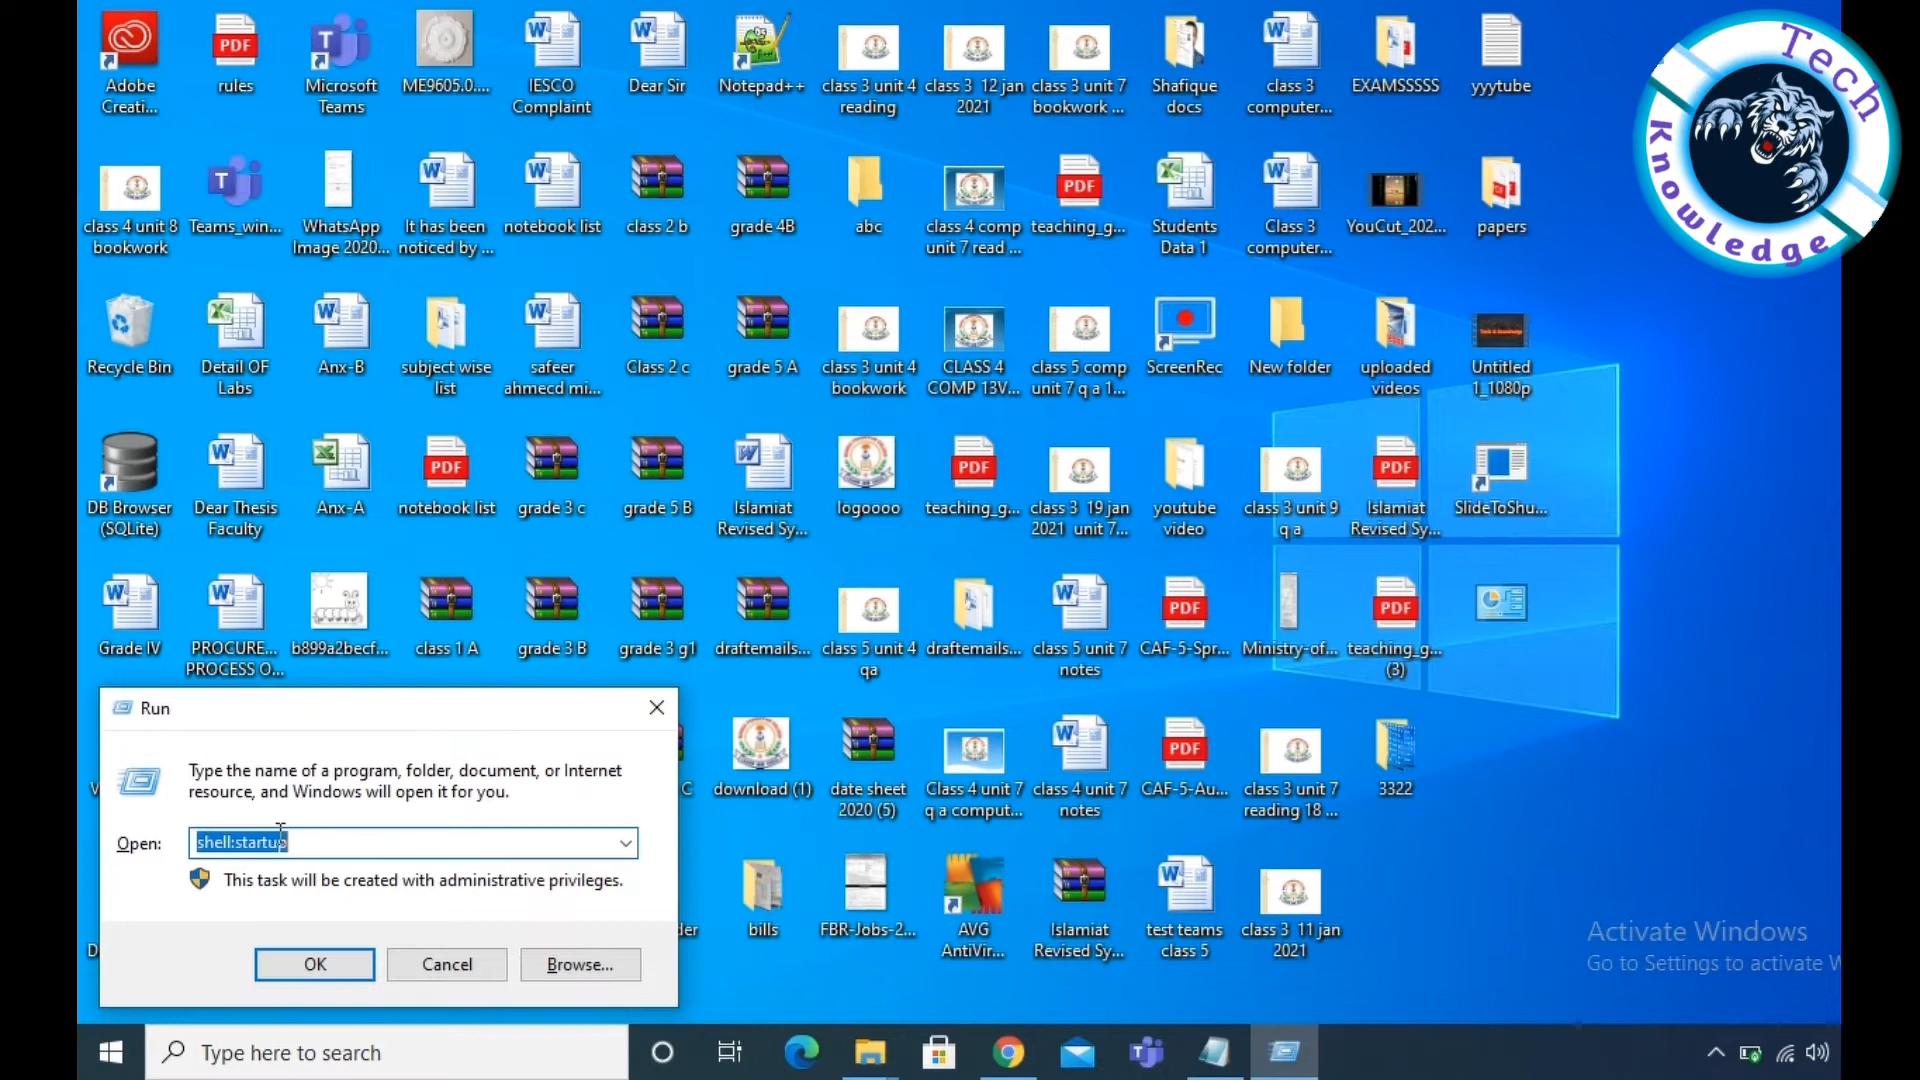 Adobe
Creati...
rules
Microsoft
Teams
ME9605.0....
IESCO
Complaint
Dear Sir
Notepad++
class 3 unit 4
reading
class 3 12 jan
2021
class 3 unit 7
bookwork ...
Shafique
docs
class 3
computer...
EXAMSSSSS
yyytube
Tech
Knowledge
class 4 unit 8
bookwork
Teams_win...
WhatsApp
Image 2020...
It has been
noticed by ...
notebook list
class 2 b
grade 4B
abc
class 4 comp
unit 7 read ...
teaching_g...
Students
Data 1
Class 3
computer...
YouCut_202...
papers
Recycle Bin
Detail OF
Labs
Anx-B
subject wise
list
safeer
ahmecd mi...
Class 2 c
grade 5 A
class 3 unit 4
bookwork
CLASS 4
COMP 13V...
class 5 comp
unit 7 q a 1...
ScreenRec
New folder
uploaded
videos
Untitled
1_1080p
DB Browser
(SQLite)
Dear Thesis
Faculty
Anx-A
notebook list
grade 3 c
grade 5 B
Islamiat
Revised Sy...
logoooo
teaching_g...
class 3 19 jan
2021 unit 7...
youtube
video
class 3 unit 9
q a
Islamiat
Revised Sy...
SlideToShu...
Grade IV
PROCURE...
PROCESS O...
b899a2becf...
class 1 A
grade 3 B
grade 3 g1
draftemails...
class 5 unit 4
qa
draftemails...
class 5 unit 7
notes
CAF-5-Spr...
Ministry-of...
teaching_g...
(3)
download (1)
date sheet
2020 (5)
Class 4 unit 7
q a comput...
class 4 unit 7
notes
CAF-5-Au...
class 3 unit 7
reading 18 ...
3322
bills
FBR-Jobs-2...
AVG
AntiVir...
Islamiat
Revised Sy...
test teams
class 5
class 3 11 jan
2021
Run
Type the name of a program, folder, document, or Internet
resource, and Windows will open it for you.
Open:
shell:startup
This task will be created with administrative privileges.
OK
Cancel
Browse...
Activate Windows
Go to Settings to activate W
Type here to search